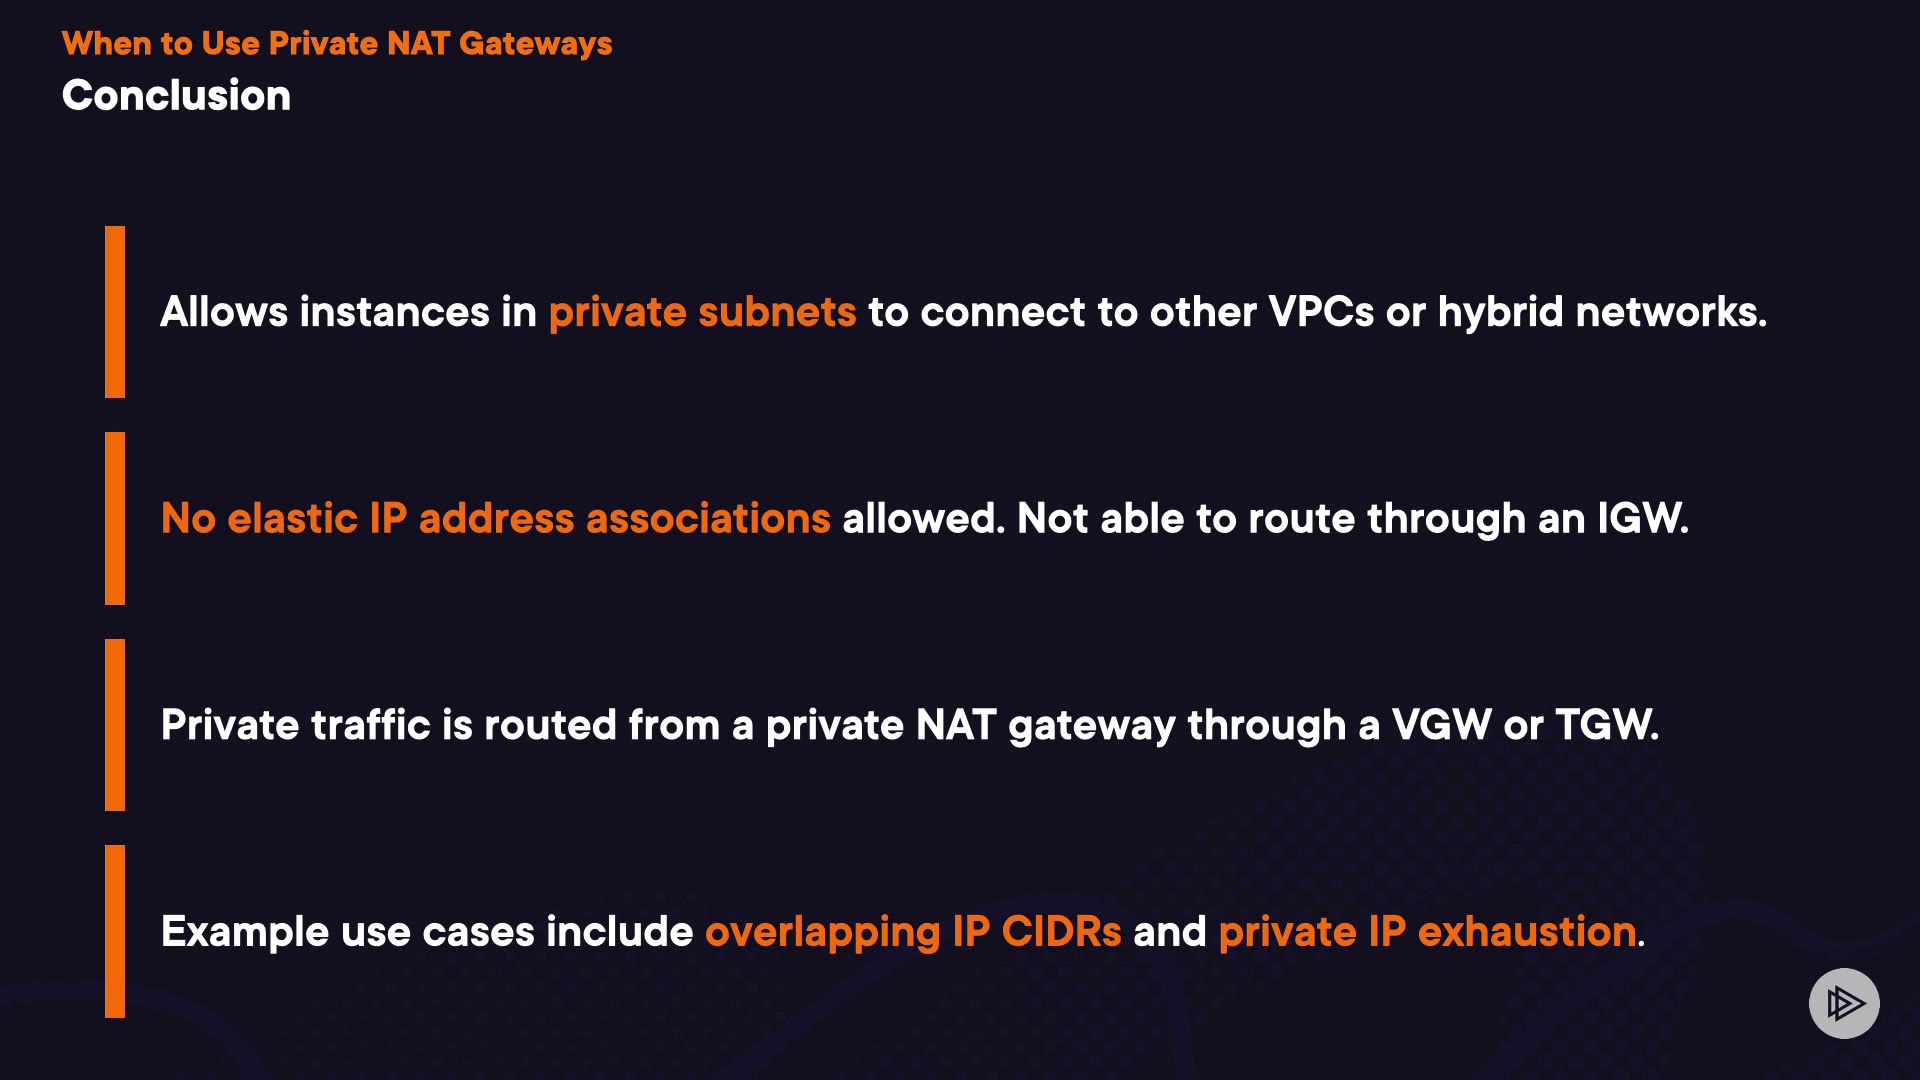 When to Use Private NAT Gateways
Conclusion
Allows instances in private subnets to connect to other VPCs or hybrid networks.
No elastic IP address associations allowed. Not able to route through an IGW.
Private traffic is routed from a private NAT gateway through a VGW or TGW.
Example use cases include overlapping IP CIDRs and private IP exhaustion.